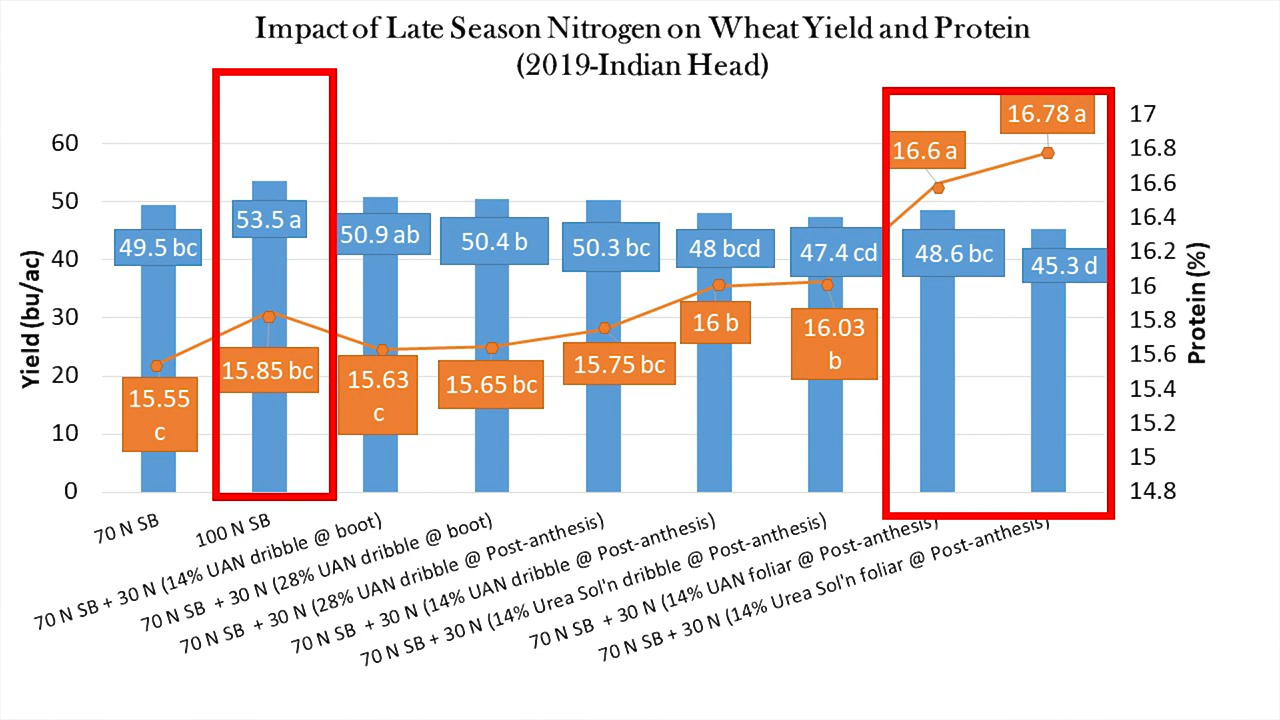 Impact of Late Season Nitrogen on Wheat Yield and Protein
(2019-Indian Head)
Yield (bu/ac)
60
50
40
30
20
10
0
49.5 bc
53.5 a
50.9 ab
50.4 b
50.3 bc
48 bcd
47.4 cd
48.6 bc
45.3 d
15.55
c
15.85 bc
15.63
c
15.65 bc
15.75 bc
16 b
16.03
b
16.6 a
16.78 a
17
16.8
16.6
16.4
16.2
16
15.8
15.6
15.4
15.2
15
14.8
Protein (%)
70 N SB
100 N SB
70 N SB + 30 N (14% UAN dribble @ boot)
70 N SB + 30 N (28% UAN dribble @ boot)
70 N SB + 30 N (28% UAN dribble @ Post-anthesis)
70 N SB + 30 N (14% UAN dribble @ Post-anthesis)
70 N SB + 30 N (14% Urea Sol'n dribble @ Post-anthesis)
70 N SB + 30 N (14% UAN foliar @ Post-anthesis)
70 N SB + 30 N (14% Urea Sol'n foliar @ Post-anthesis)